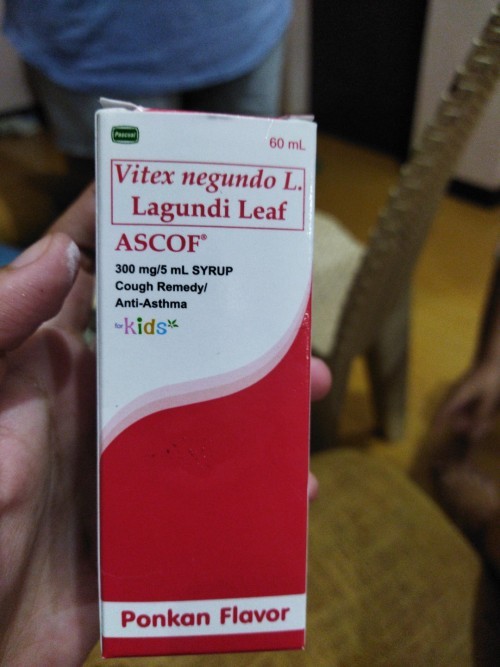 Pascual
60 mL
Vitex negundo L.
Lagundi Leaf
ASCOF®
300 mg/5 mL SYRUP
Cough Remedy/
Anti-Asthma
for kids
Ponkan Flavor